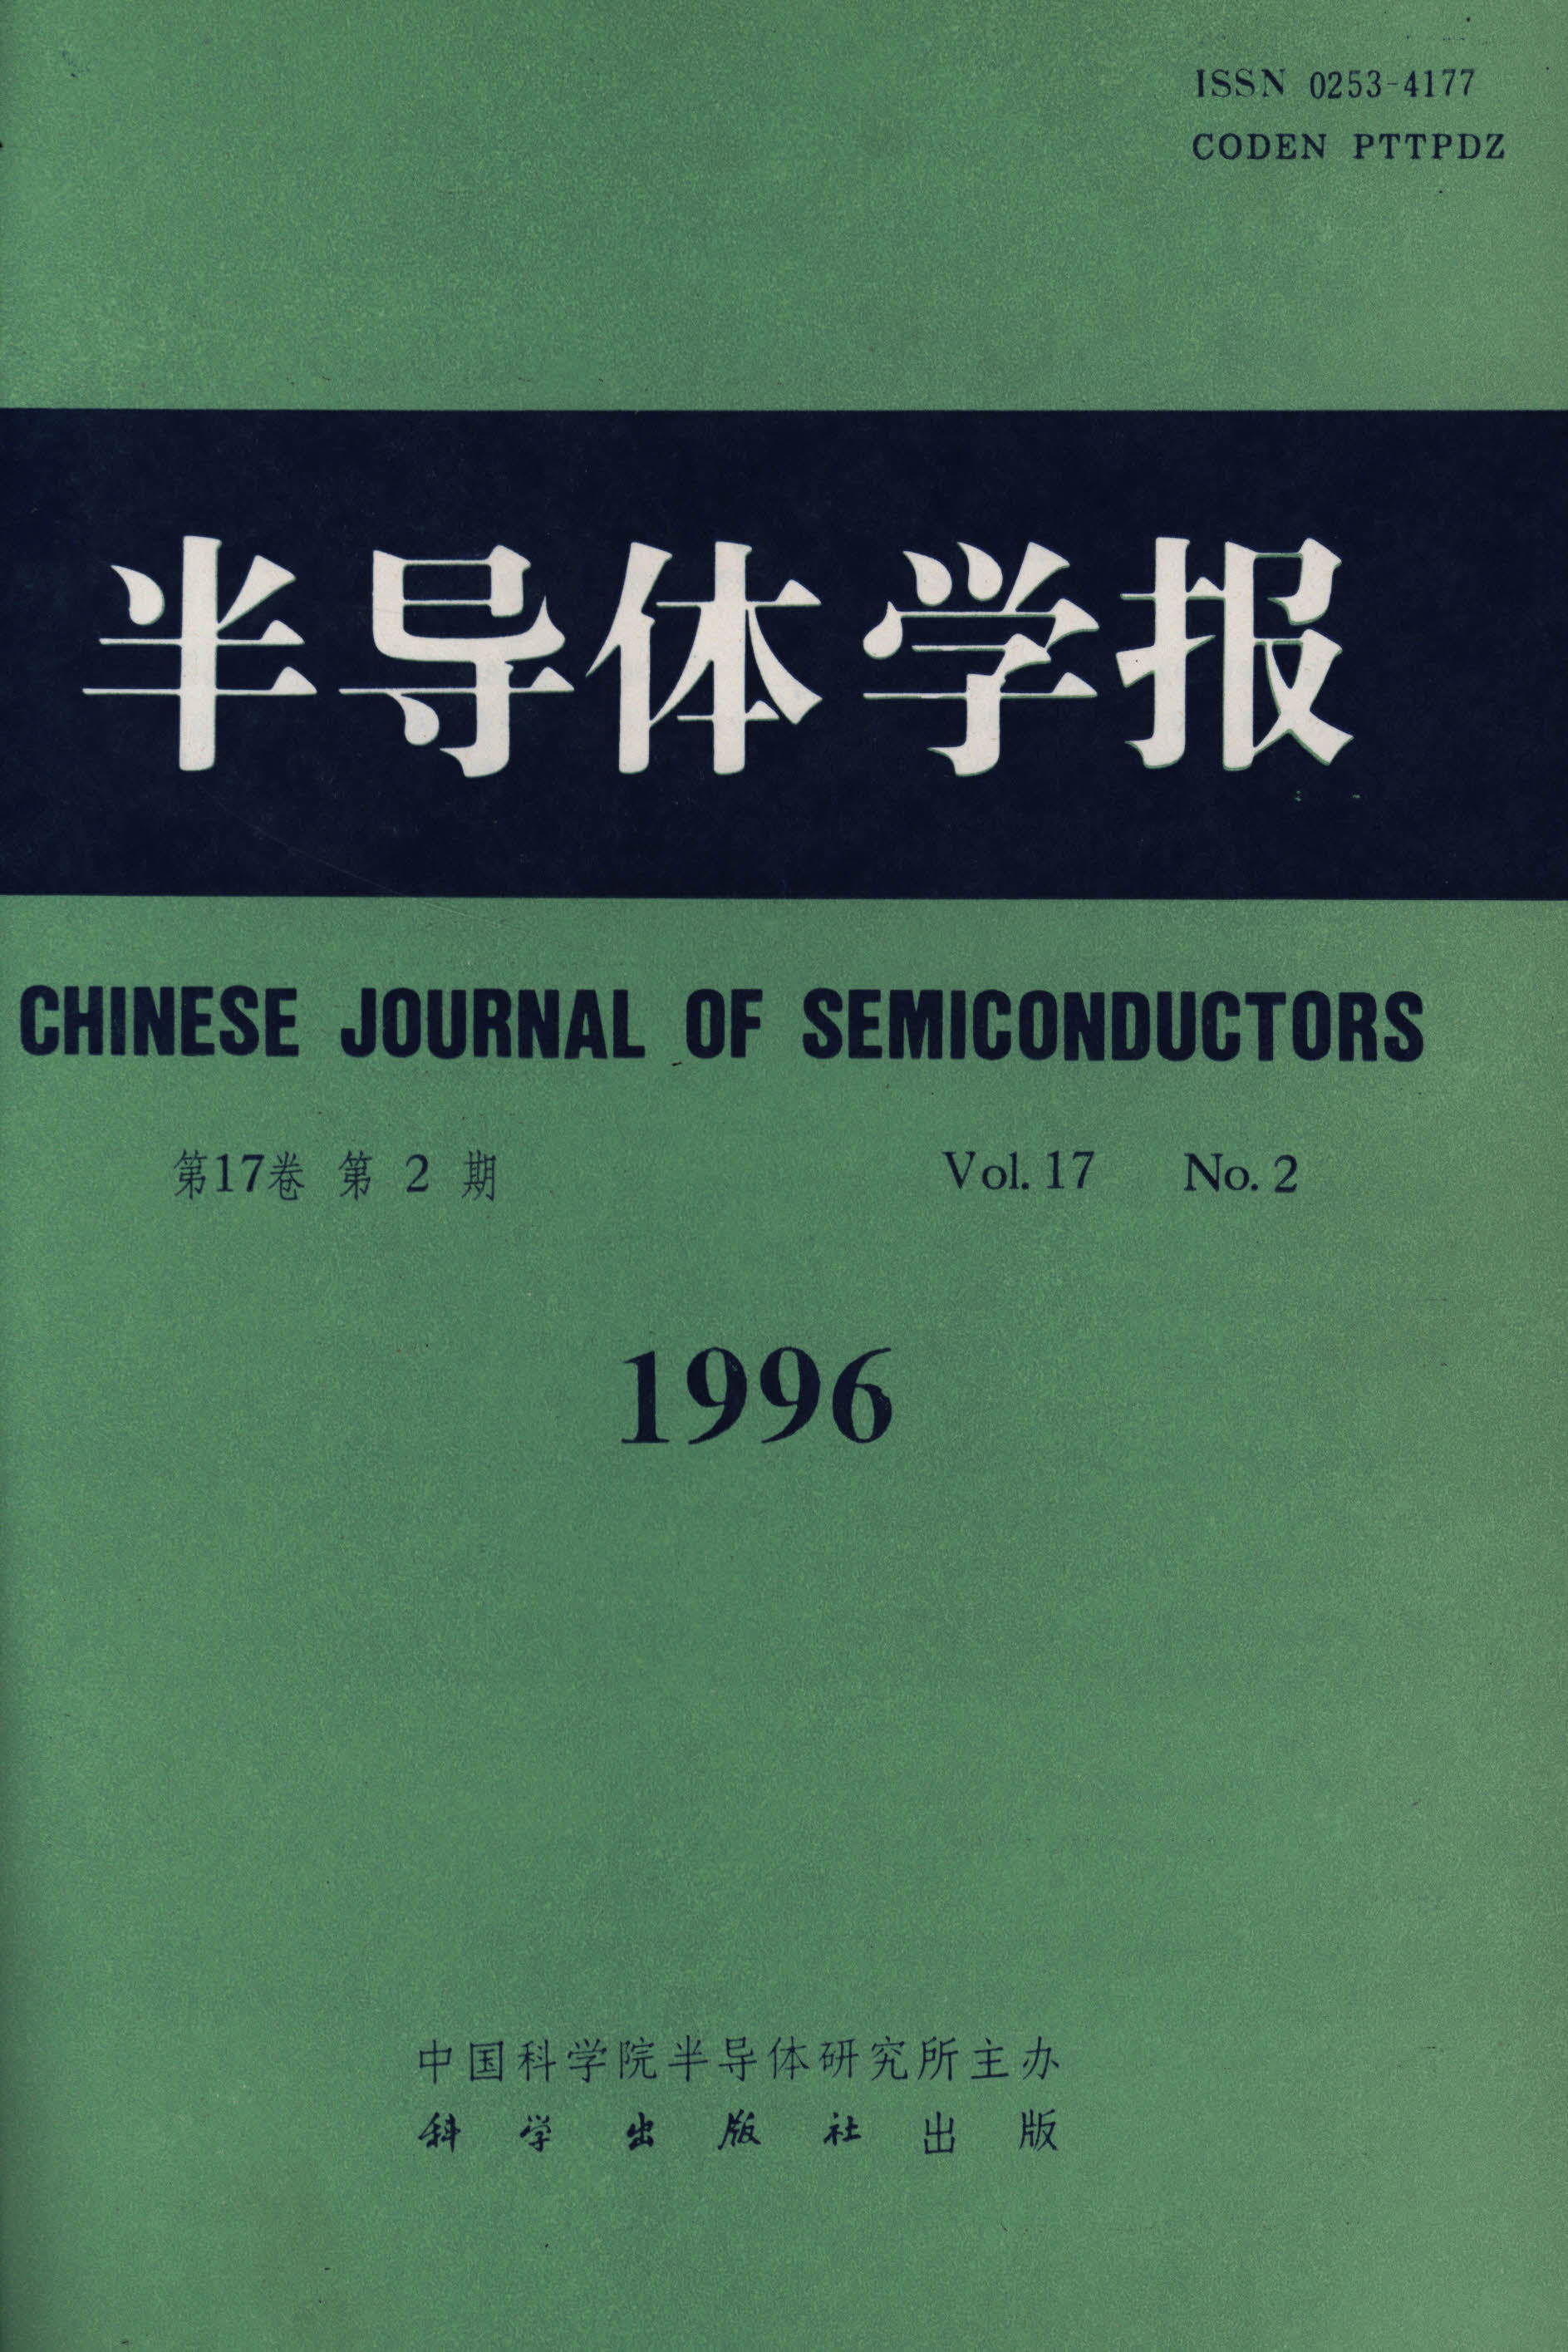 ISSN 0253-4177
CODEN PTTPDZ
半导体学报
CHINESE JOURNAL OF SEMICONDUCTORS
第17卷 第 2 期 Vol. 17 No. 2
1996
中国科学院半导体研究所主办
科学出版社出版